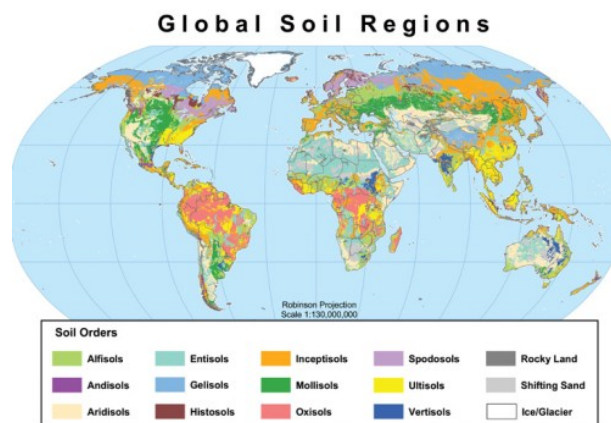 Global Soil Regions
Robinson Projection
Scale 1:130,000,000
Soil Orders
Alfisols Entisols Inceptisols Spodosols Rocky Land
Andisols Gelisols Mollisols Ultisols Shifting Sand
Aridisols Histosols Oxisols Vertisols Ice/Glacier